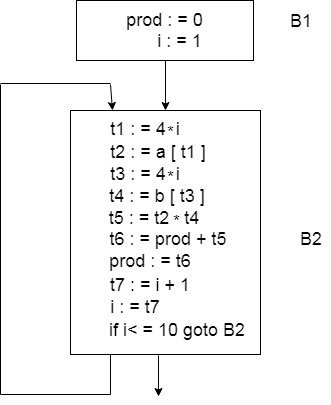 prod : = 0
B1
i : = 1
t1 : = 4*i
t2 : = a [ t1 ]
t3 : = 4*i
t4 : = b [ t3 ]
t5 : = t2 * t4
t6 : = prod + t5
B2
prod : = t6
t7 : = i + 1
i : = t7
if i< = 10 goto B2